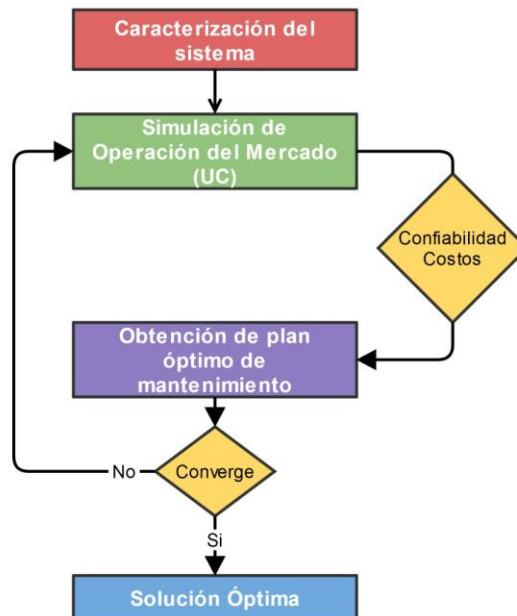 Caracterización del
sistema
Simulación de
Operación del Mercado
(UC)
Confiabilidad
Costos
Obtención de plan
óptimo de
mantenimiento
Converge
No
Si
Solución Óptima